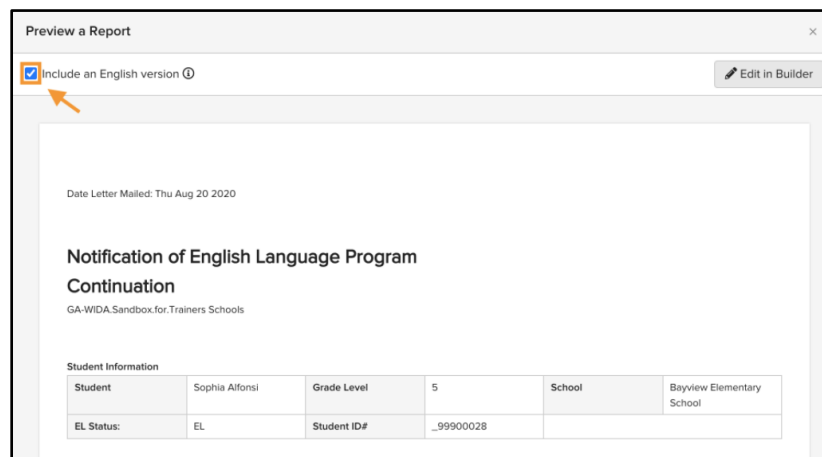 Preview a Report
×
Include an English version
Edit in Builder
Date Letter Mailed: Thu Aug 20 2020
Notification of English Language Program
Continuation
GA-WIDA.Sandbox.for.Trainers Schools
Student Information
Student Sophia Alfonsi Grade Level 5 School Bayview Elementary
School
EL Status: EL Student ID# _99900028